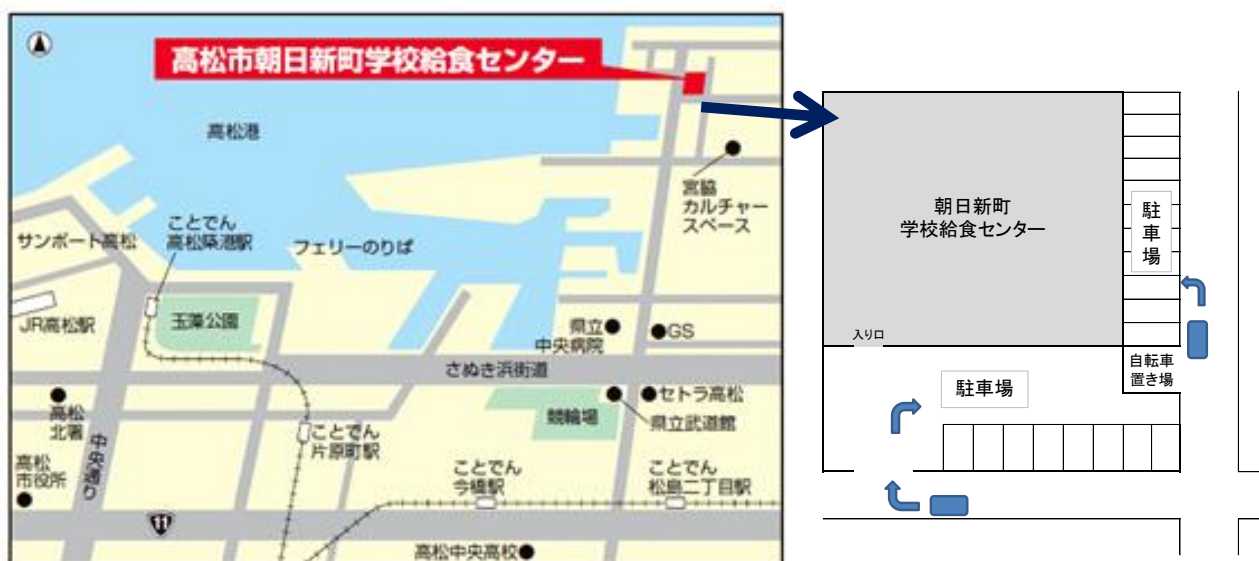 高松市朝日新町学校給食センター
高松港
宮脇
カルチャー
スペース
ことでん
高松築港駅
サンポート高松
フェリーのりば
JR高松駅
玉藻公園
県立
中央病院
GS
さぬき浜街道
セトラ高松
競輪場
県立武道館
高松
北署
中央通り
ことでん
片原町駅
高松
市役所
ことでん
今橋駅
ことでん
松島二丁目駅
11
高松中央高校
朝日新町
学校給食センター
駐車場
入り口
自転車
置き場
駐車場